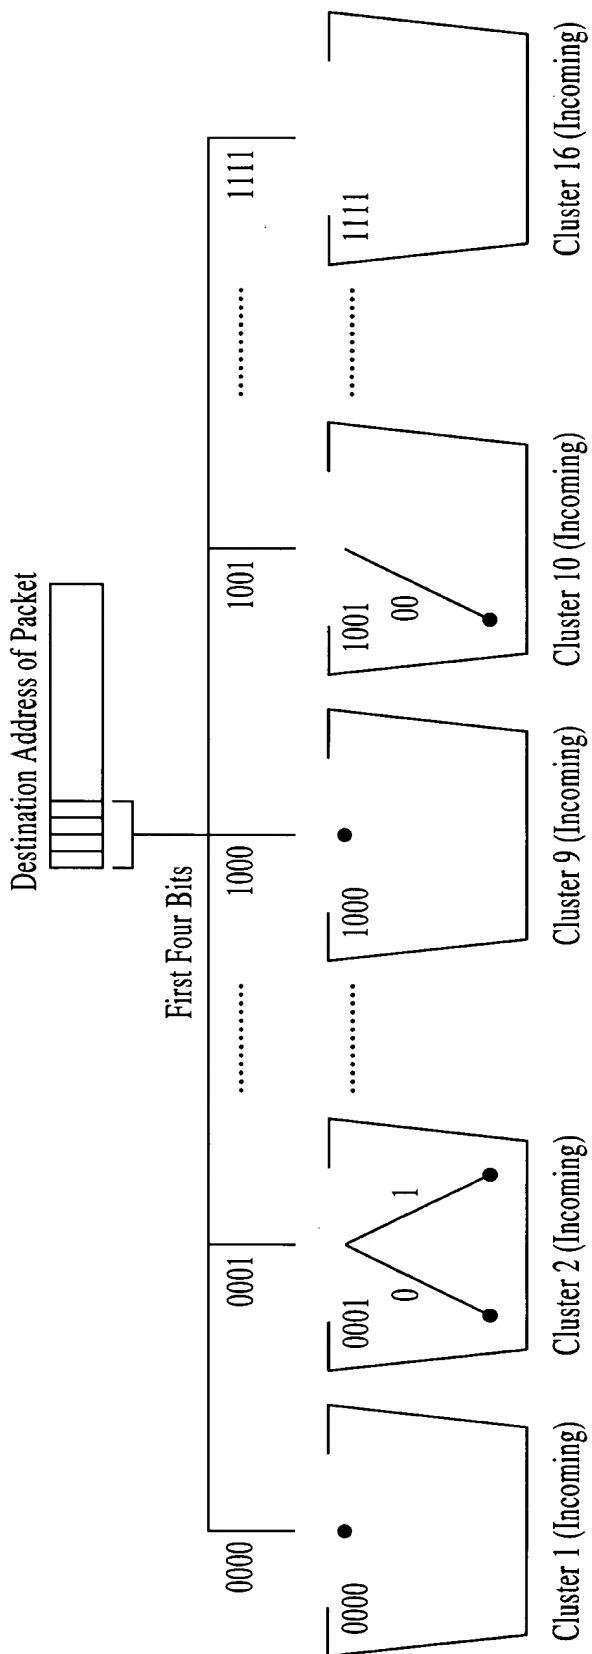 Destination Address of Packet
First Four Bits
0000
0001
............
1000
1001
............
1111
0000
0001
0
1
............
1000
1001
00
............
1111
Cluster 1 (Incoming)
Cluster 2 (Incoming)
Cluster 9 (Incoming)
Cluster 10 (Incoming)
Cluster 16 (Incoming)